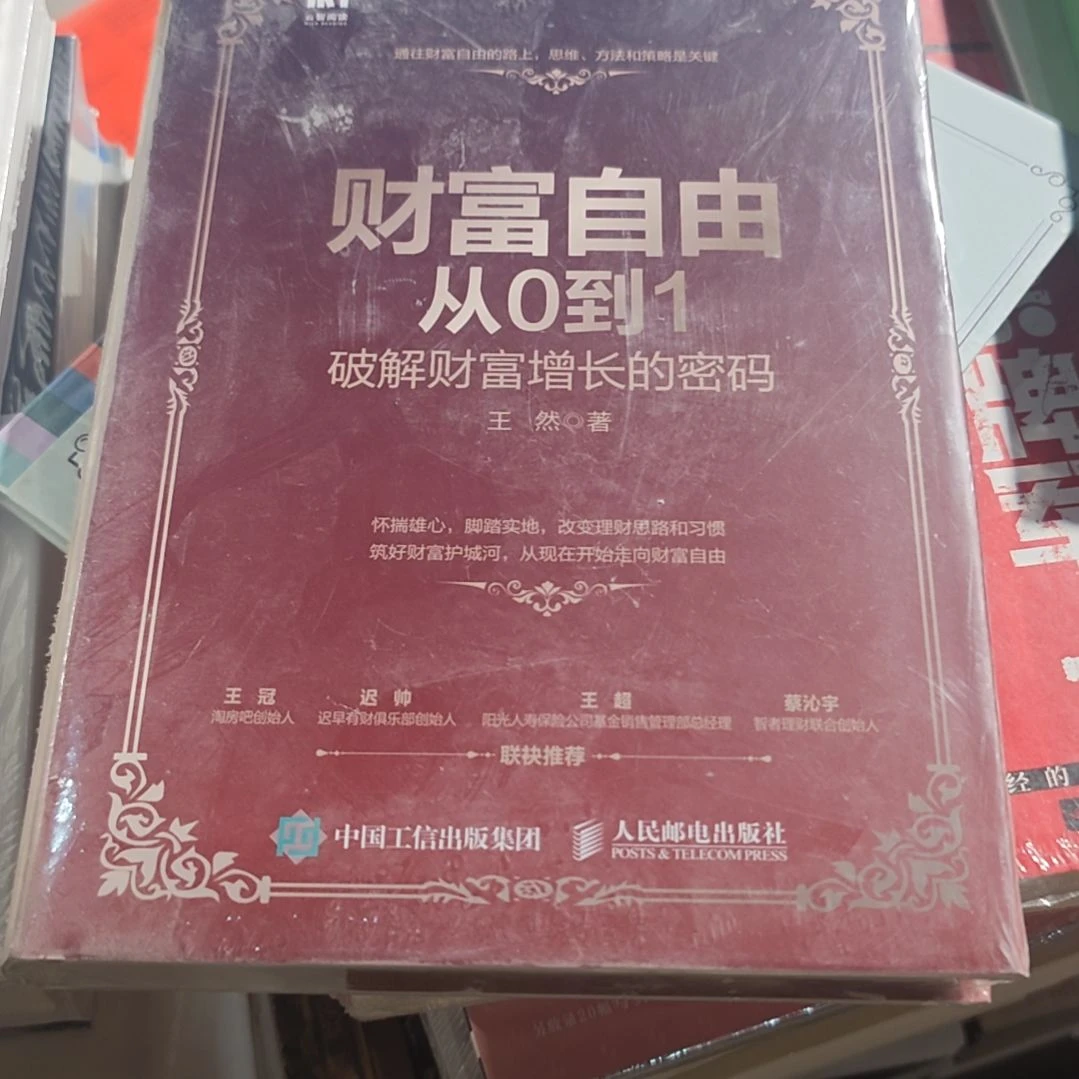 智阅读
通往财富自由的路上，思维、方法和策略是关键
财富自由
从0到1
破解财富增长的密码
王 然◎著
怀揣雄心，脚踏实地，改变理财思路和习惯
筑好财富护城河，从现在开始走向财富自由
王 冠 迟 帅 王 超 蔡沁宇
淘房吧创始人 迟早有财俱乐部创始人 阳光人寿保险公司基金销售管理部总经理 智者理财联合创始人
联袂推荐
中国工信出版集团 人民邮电出版社
POSTS & TELECOM PRESS
牌
军
经的